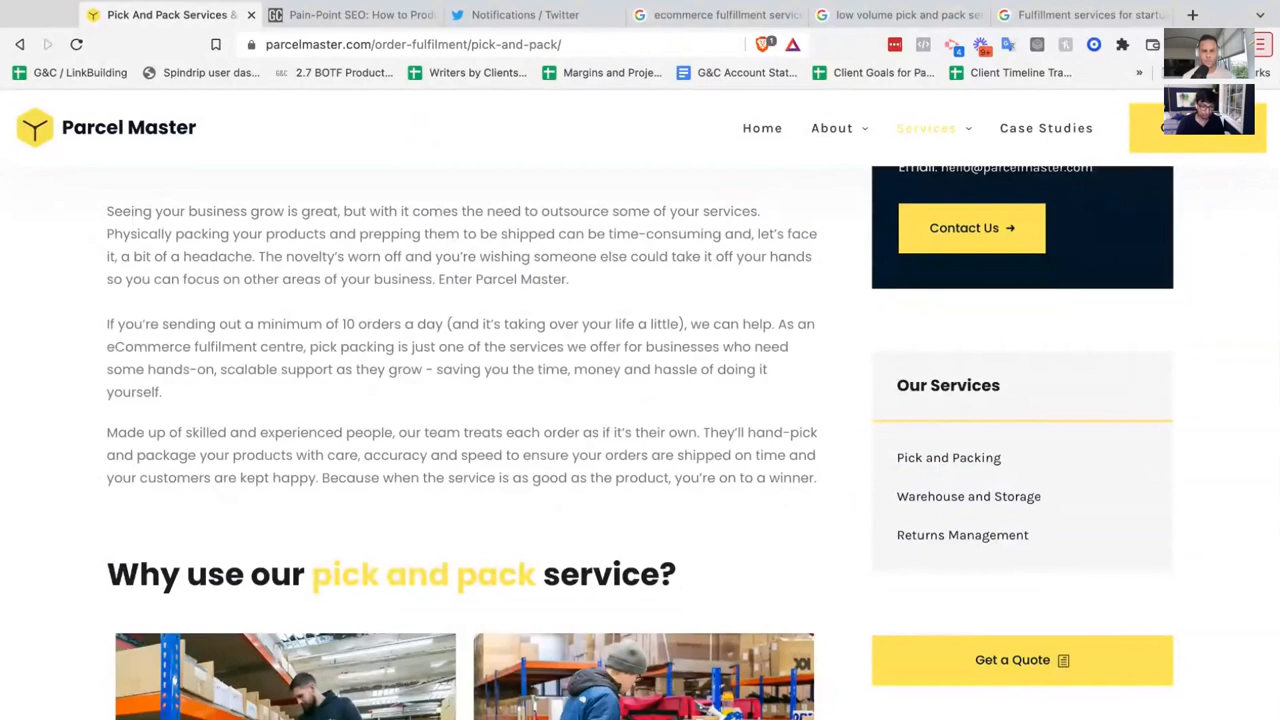 Pick And Pack Services &
Pain-Point SEO: How to Prod
Notifications / Twitter
ecommerce fulfillment servic
low volume pick and pack se
Fulfillment services for startu
parcelmaster.com/order-fulfilment/pick-and-pack/
1
4
9+
G&C / LinkBuilding
Spindrip user das...
2.7 BOTF Product...
Writers by Clients...
Margins and Proje...
G&C Account Stat...
Client Goals for Pa...
Client Timeline Tra...
»
Parcel Master
Home
About
Services
Case Studies
Email: hello@parcelmaster.com
Contact Us →
Seeing your business grow is great, but with it comes the need to outsource some of your services.
Physically packing your products and prepping them to be shipped can be time-consuming and, let's face
it, a bit of a headache. The novelty's worn off and you're wishing someone else could take it off your hands
so you can focus on other areas of your business. Enter Parcel Master.
If you're sending out a minimum of 10 orders a day (and it's taking over your life a little), we can help. As an
eCommerce fulfilment centre, pick packing is just one of the services we offer for businesses who need
some hands-on, scalable support as they grow - saving you the time, money and hassle of doing it
yourself.
Made up of skilled and experienced people, our team treats each order as if it's their own. They'll hand-pick
and package your products with care, accuracy and speed to ensure your orders are shipped on time and
your customers are kept happy. Because when the service is as good as the product, you're on to a winner.
Why use our pick and pack service?
Our Services
Pick and Packing
Warehouse and Storage
Returns Management
Get a Quote